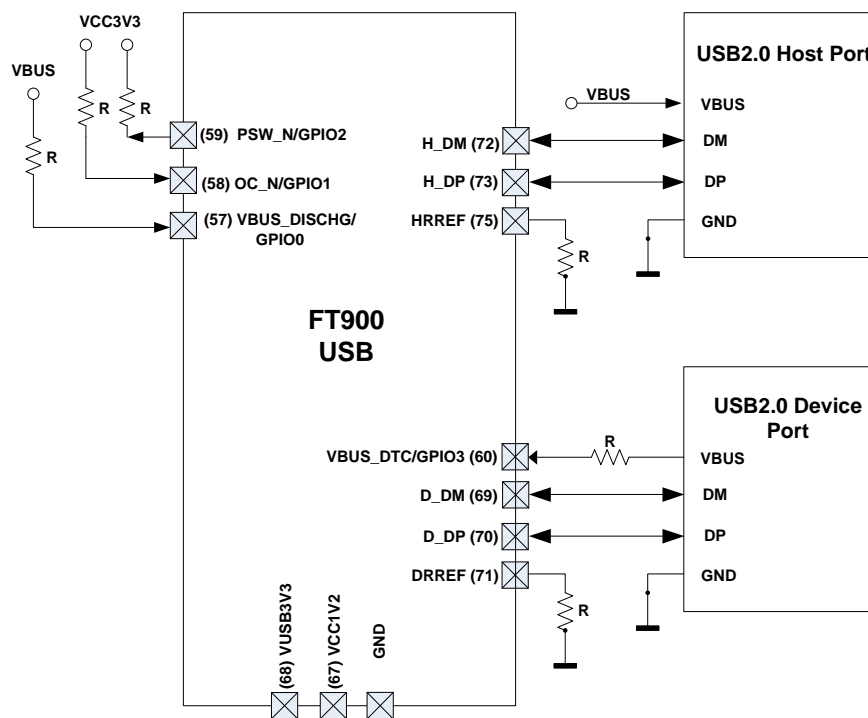 VCC3V3
VBUS
R
R
R
(59) PSW_N/GPIO2
(58) OC_N/GPIO1
(57) VBUS_DISCHG/
GPIO0
FT900
USB
H_DM (72)
H_DP (73)
HRREF (75)
R
VBUS
USB2.0 Host Port
VBUS
DM
DP
GND
VBUS_DTC/GPIO3 (60)
D_DM (69)
D_DP (70)
DRREF (71)
R
R
USB2.0 Device
Port
VBUS
DM
DP
GND
(68) VUSB3V3
(67) VCC1V2
GND